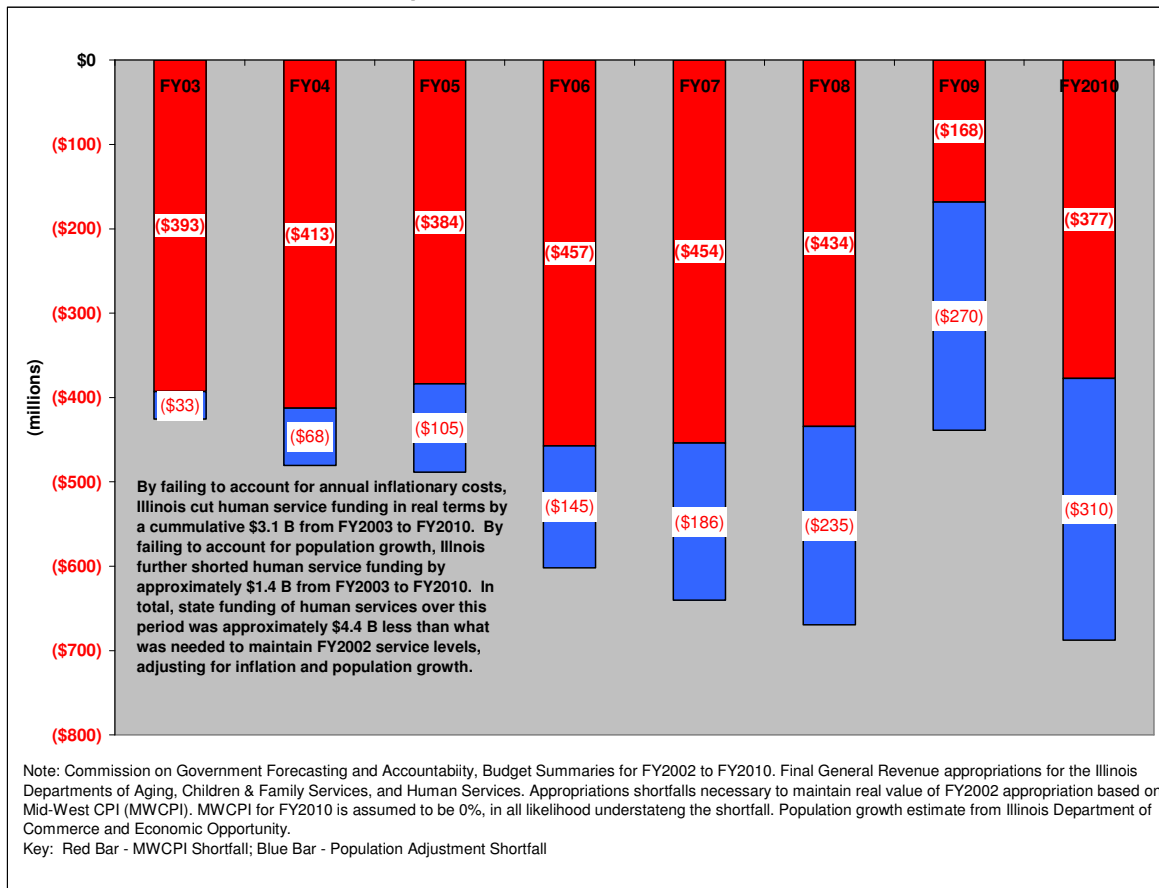 $0
($100)
($200)
($300)
($400)
($500)
($600)
($700)
($800)
(millions)
FY03
FY04
FY05
FY06
FY07
FY08
FY09
FY2010
($393)
($413)
($384)
($457)
($454)
($434)
($168)
($377)
($33)
($68)
($105)
($145)
($186)
($235)
($270)
($310)
By failing to account for annual inflationary costs,
Illinois cut human service funding in real terms by
a cummulative $3.1 B from FY2003 to FY2010. By
failing to account for population growth, Illnois
further shorted human service funding by
approximately $1.4 B from FY2003 to FY2010. In
total, state funding of human services over this
period was approximately $4.4 B less than what
was needed to maintain FY2002 service levels,
adjusting for inflation and population growth.
Note: Commission on Government Forecasting and Accountabiity, Budget Summaries for FY2002 to FY2010. Final General Revenue appropriations for the Illinois
Departments of Aging, Children & Family Services, and Human Services. Appropriations shortfalls necessary to maintain real value of FY2002 appropriation based on
Mid-West CPI (MWCPI). MWCPI for FY2010 is assumed to be 0%, in all likelihood understateng the shortfall. Population growth estimate from Illinois Department of
Commerce and Economic Opportunity.
Key: Red Bar - MWCPI Shortfall; Blue Bar - Population Adjustment Shortfall